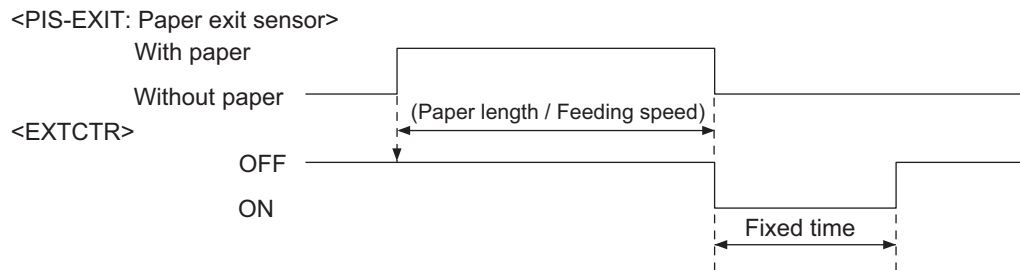 <PIS-EXIT: Paper exit sensor>
With paper
Without paper
(Paper length / Feeding speed)
<EXTCTR>
OFF
ON
Fixed time